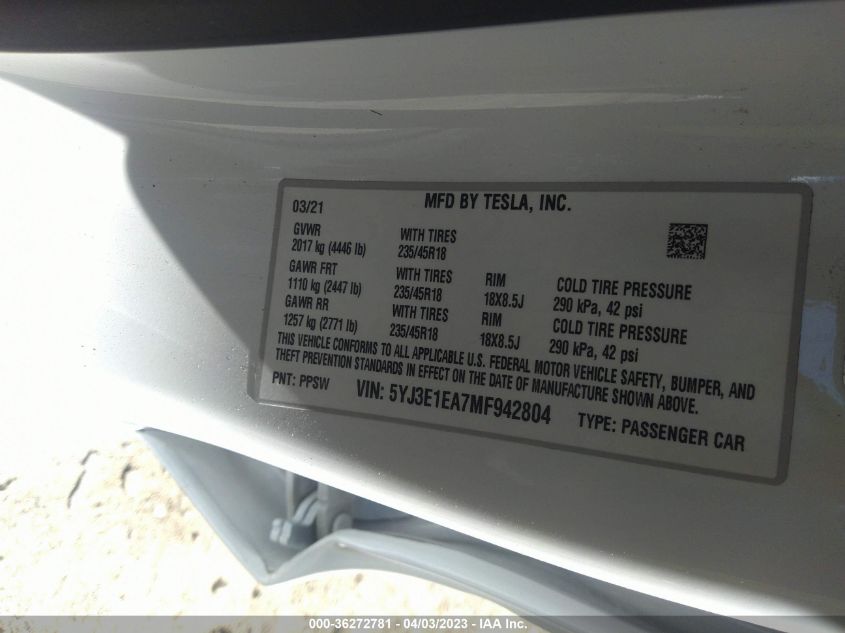 03/21 MFD BY TESLA, INC.
GVWR
2017 kg (4446 lb)
WITH TIRES
235/45R18
GAWR FRT
1110 kg (2447 lb)
WITH TIRES
235/45R18
RIM
18X8.5J
COLD TIRE PRESSURE
290 kPa, 42 psi
GAWR RR
1257 kg (2771 lb)
WITH TIRES
235/45R18
RIM
18X8.5J
COLD TIRE PRESSURE
290 kPa, 42 psi
THIS VEHICLE CONFORMS TO ALL APPLICABLE U.S. FEDERAL MOTOR VEHICLE SAFETY, BUMPER, AND
THEFT PREVENTION STANDARDS IN EFFECT ON THE DATE OF MANUFACTURE SHOWN ABOVE.
PNT: PPSW VIN: 5YJ3E1EA7MF942804 TYPE: PASSENGER CAR
000-36272781 - 04/03/2023 - IAA Inc.